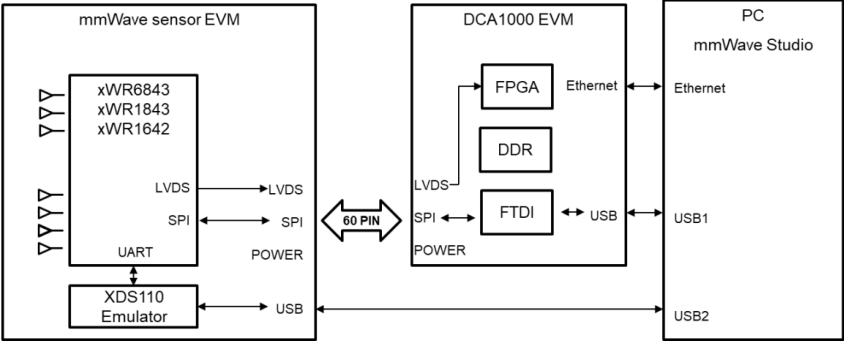 mmWave sensor EVM
xWR6843
xWR1843
xWR1642
LVDS
LVDS
SPI
SPI
POWER
UART
XDS110
Emulator
USB
60 PIN
DCA1000 EVM
FPGA
Ethernet
DDR
LVDS
SPI
FTDI
USB
POWER
PC
mmWave Studio
Ethernet
USB1
USB2